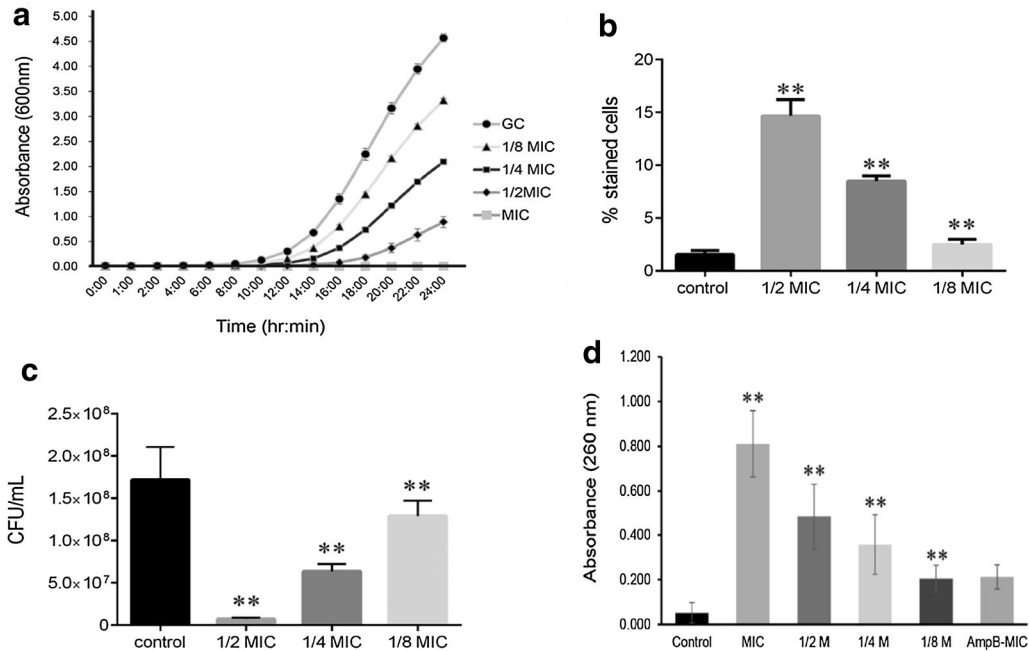 a
Absorbance (600nm)
5.00
4.50
4.00
3.50
3.00
2.50
2.00
1.50
1.00
0.50
0.00
0:00
1:00
2:00
4:00
6:00
8:00
10:00
12:00
14:00
16:00
18:00
20:00
22:00
24:00
Time (hr:min)
GC
1/8 MIC
1/4 MIC
1/2MIC
MIC
b
% stained cells
20
15
10
5
0
**
**
**
control
1/2 MIC
1/4 MIC
1/8 MIC
c
CFU/mL
2.5×10⁸
2.0×10⁸
1.5×10⁸
1.0×10⁸
5.0×10⁷
0
**
**
**
control
1/2 MIC
1/4 MIC
1/8 MIC
d
Absorbance (260 nm)
1.200
1.000
0.800
0.600
0.400
0.200
0.000
**
**
**
**
Control
MIC
1/2 M
1/4 M
1/8 M
AmpB-MIC